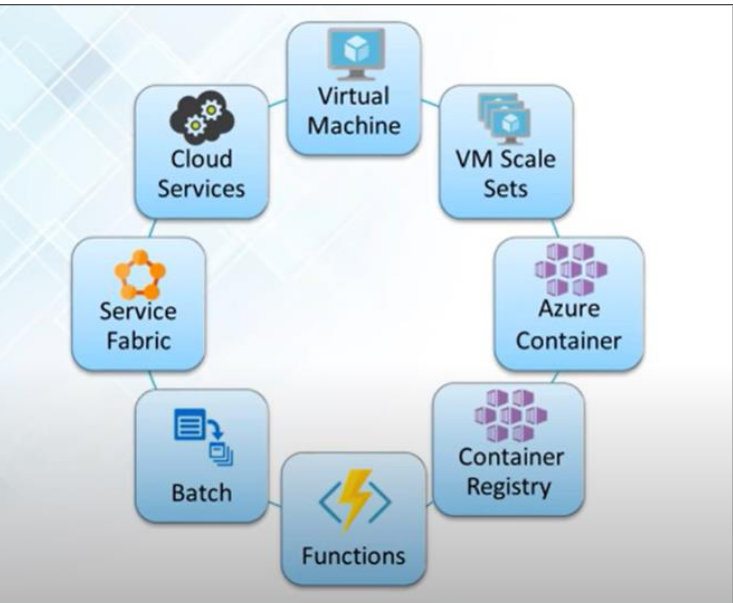 Virtual
Machine
VM Scale
Sets
Azure
Container
Container
Registry
Functions
Batch
Service
Fabric
Cloud
Services